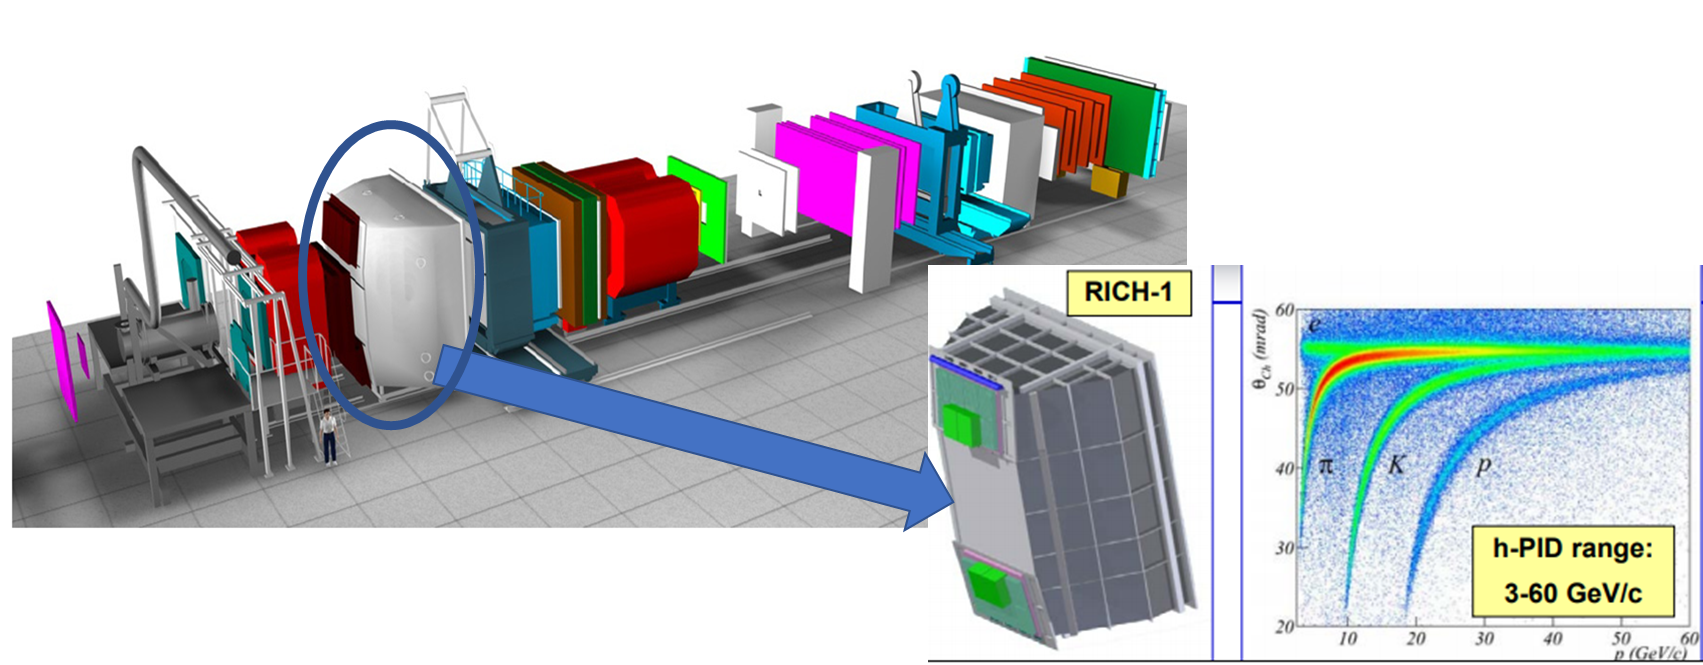 RICH-1
θCh (mrad)
60
50
40
30
20
e
π
K
p
h-PID range:
3-60 GeV/c
10
20
30
40
50
60
p (GeV/c)